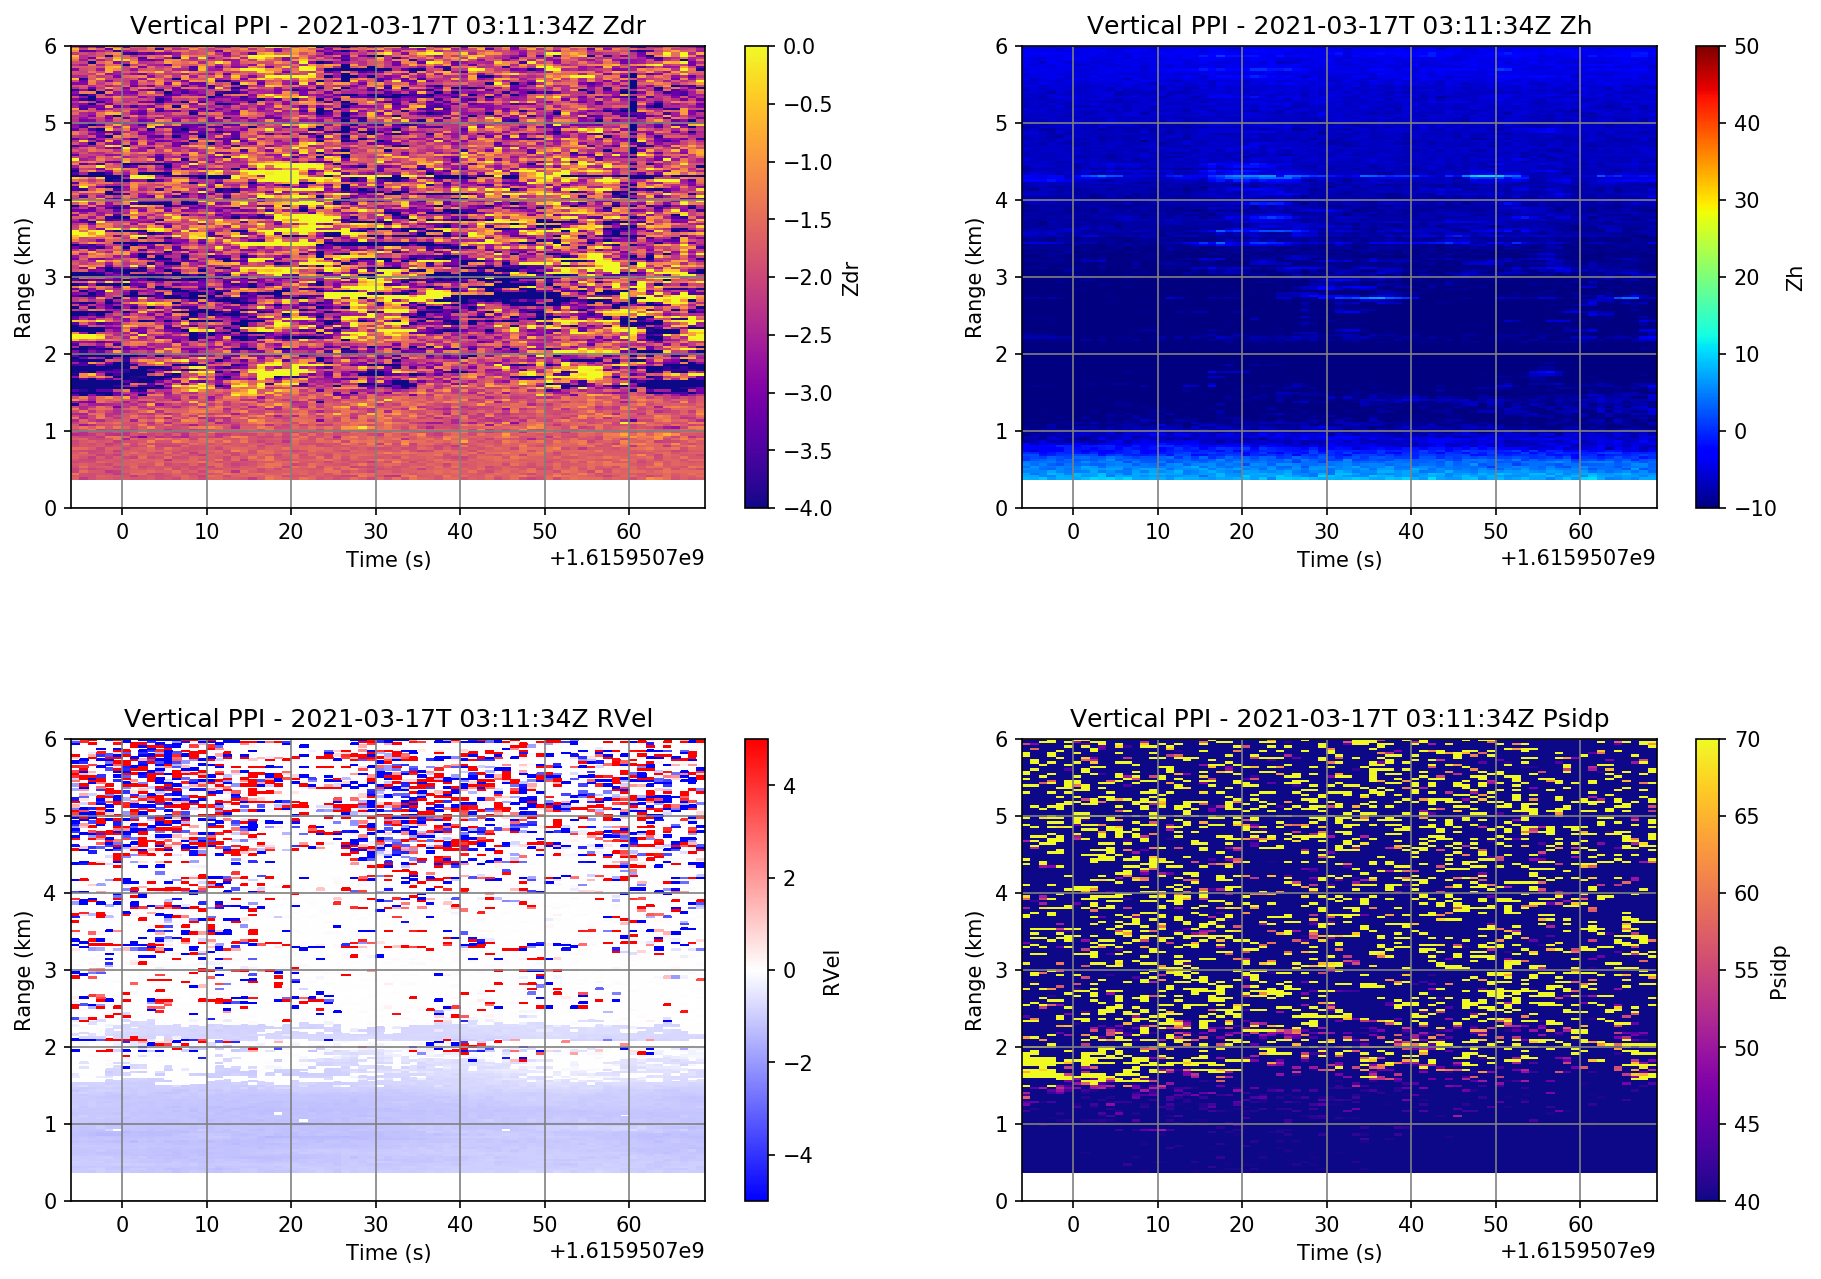 Vertical PPI - 2021-03-17T 03:11:34Z Zdr
6
5
4
3
2
1
0
Range (km)
0 10 20 30 40 50 60
Time (s)
+1.6159507e9
0.0
−0.5
−1.0
−1.5
−2.0
−2.5
−3.0
−3.5
−4.0
Zdr
Vertical PPI - 2021-03-17T 03:11:34Z Zh
6
5
4
3
2
1
0
Range (km)
0 10 20 30 40 50 60
Time (s)
+1.6159507e9
50
40
30
20
10
0
−10
Zh
Vertical PPI - 2021-03-17T 03:11:34Z RVel
6
5
4
3
2
1
0
Range (km)
0 10 20 30 40 50 60
Time (s)
+1.6159507e9
4
2
0
−2
−4
RVel
Vertical PPI - 2021-03-17T 03:11:34Z Psidp
6
5
4
3
2
1
0
Range (km)
0 10 20 30 40 50 60
Time (s)
+1.6159507e9
70
65
60
55
50
45
40
Psidp